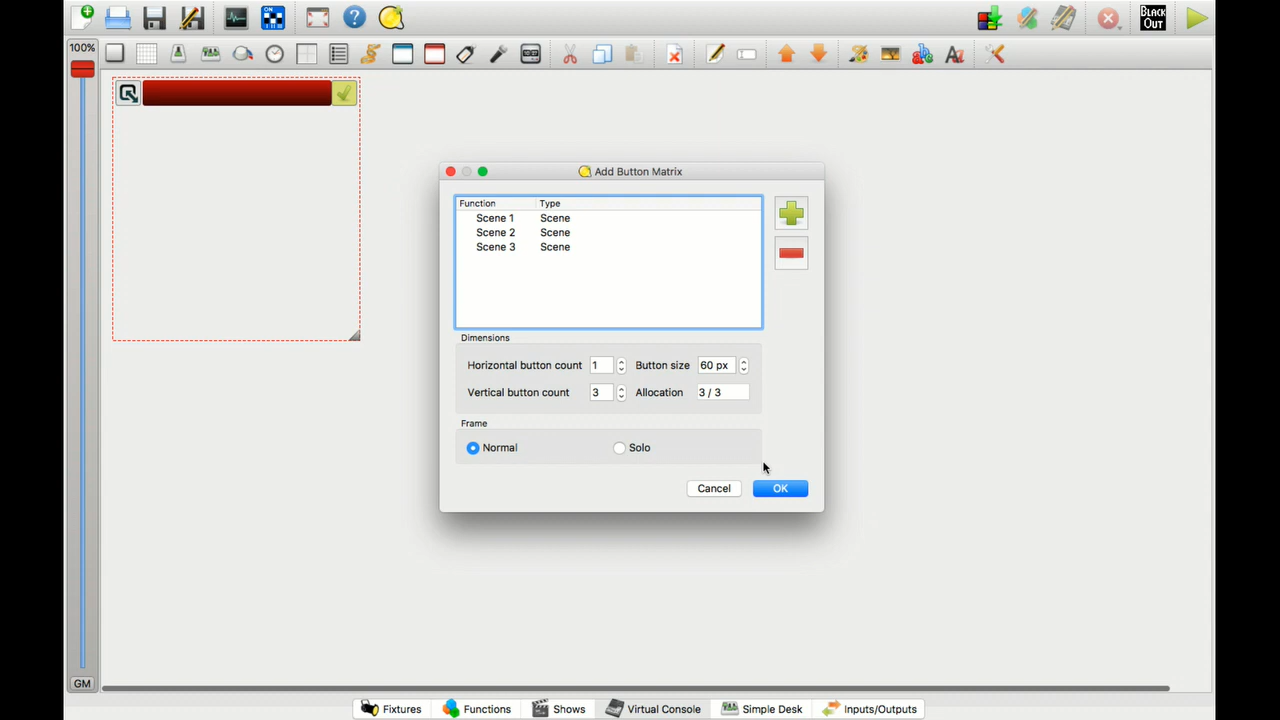 ON
BLACK
OUT
100%
Add Button Matrix
Function Type
Scene 1 Scene
Scene 2 Scene
Scene 3 Scene
Dimensions
Horizontal button count 1 Button size 60 px
Vertical button count 3 Allocation 3 / 3
Frame
Normal Solo
Cancel OK
GM
Fixtures Functions Shows Virtual Console Simple Desk Inputs/Outputs